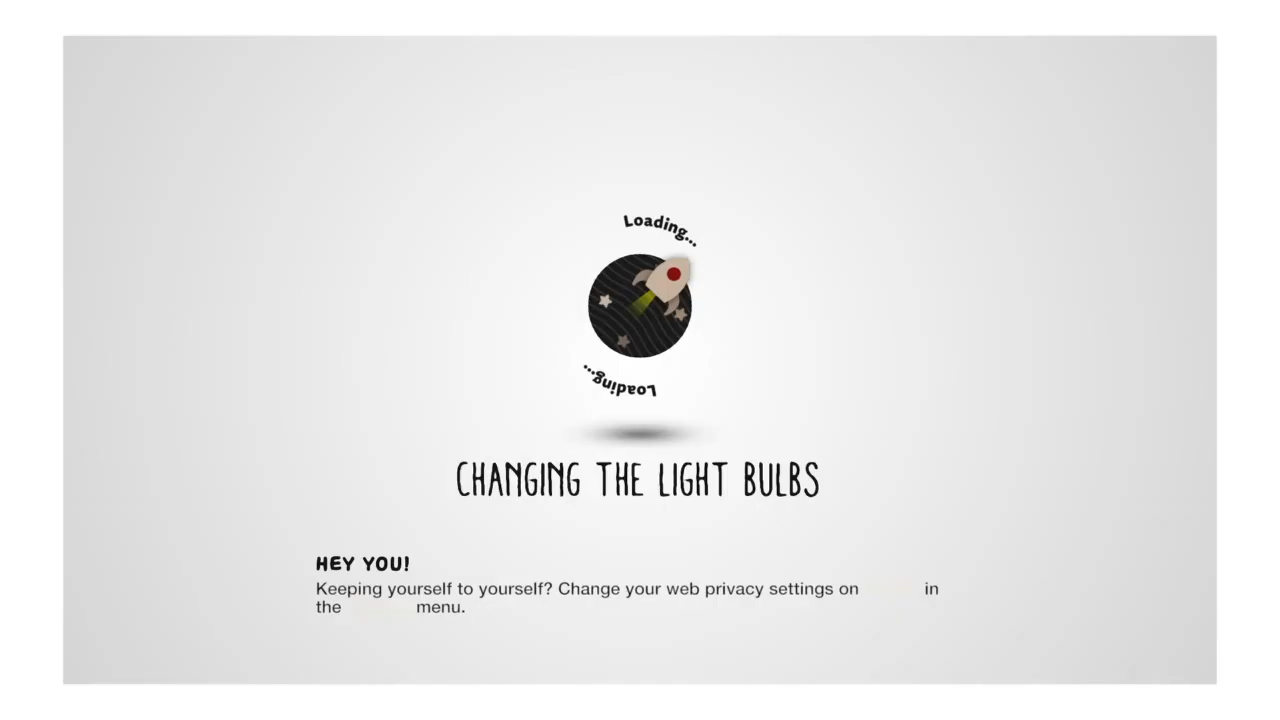 Loading...
Loading...
CHANGING THE LIGHT BULBS
HEY YOU!
Keeping yourself to yourself? Change your web privacy settings on in
the menu.